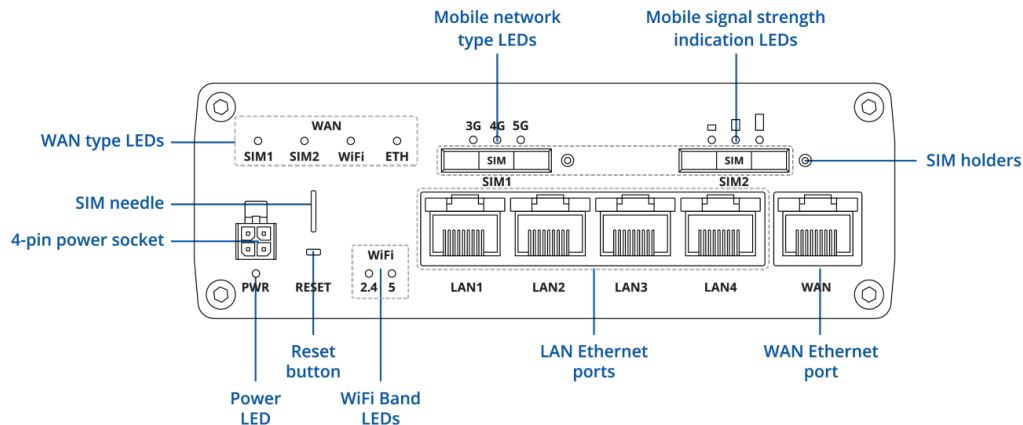 Mobile network
type LEDs
Mobile signal strength
indication LEDs
WAN type LEDs
WAN
SIM1 SIM2 WiFi ETH
3G 4G 5G
SIM
SIM
SIM holders
SIM1
SIM2
SIM needle
4-pin power socket
WiFi
2.4 5
PWR
RESET
LAN1
LAN2
LAN3
LAN4
WAN
Reset
button
LAN Ethernet
ports
WAN Ethernet
port
Power
LED
WiFi Band
LEDs